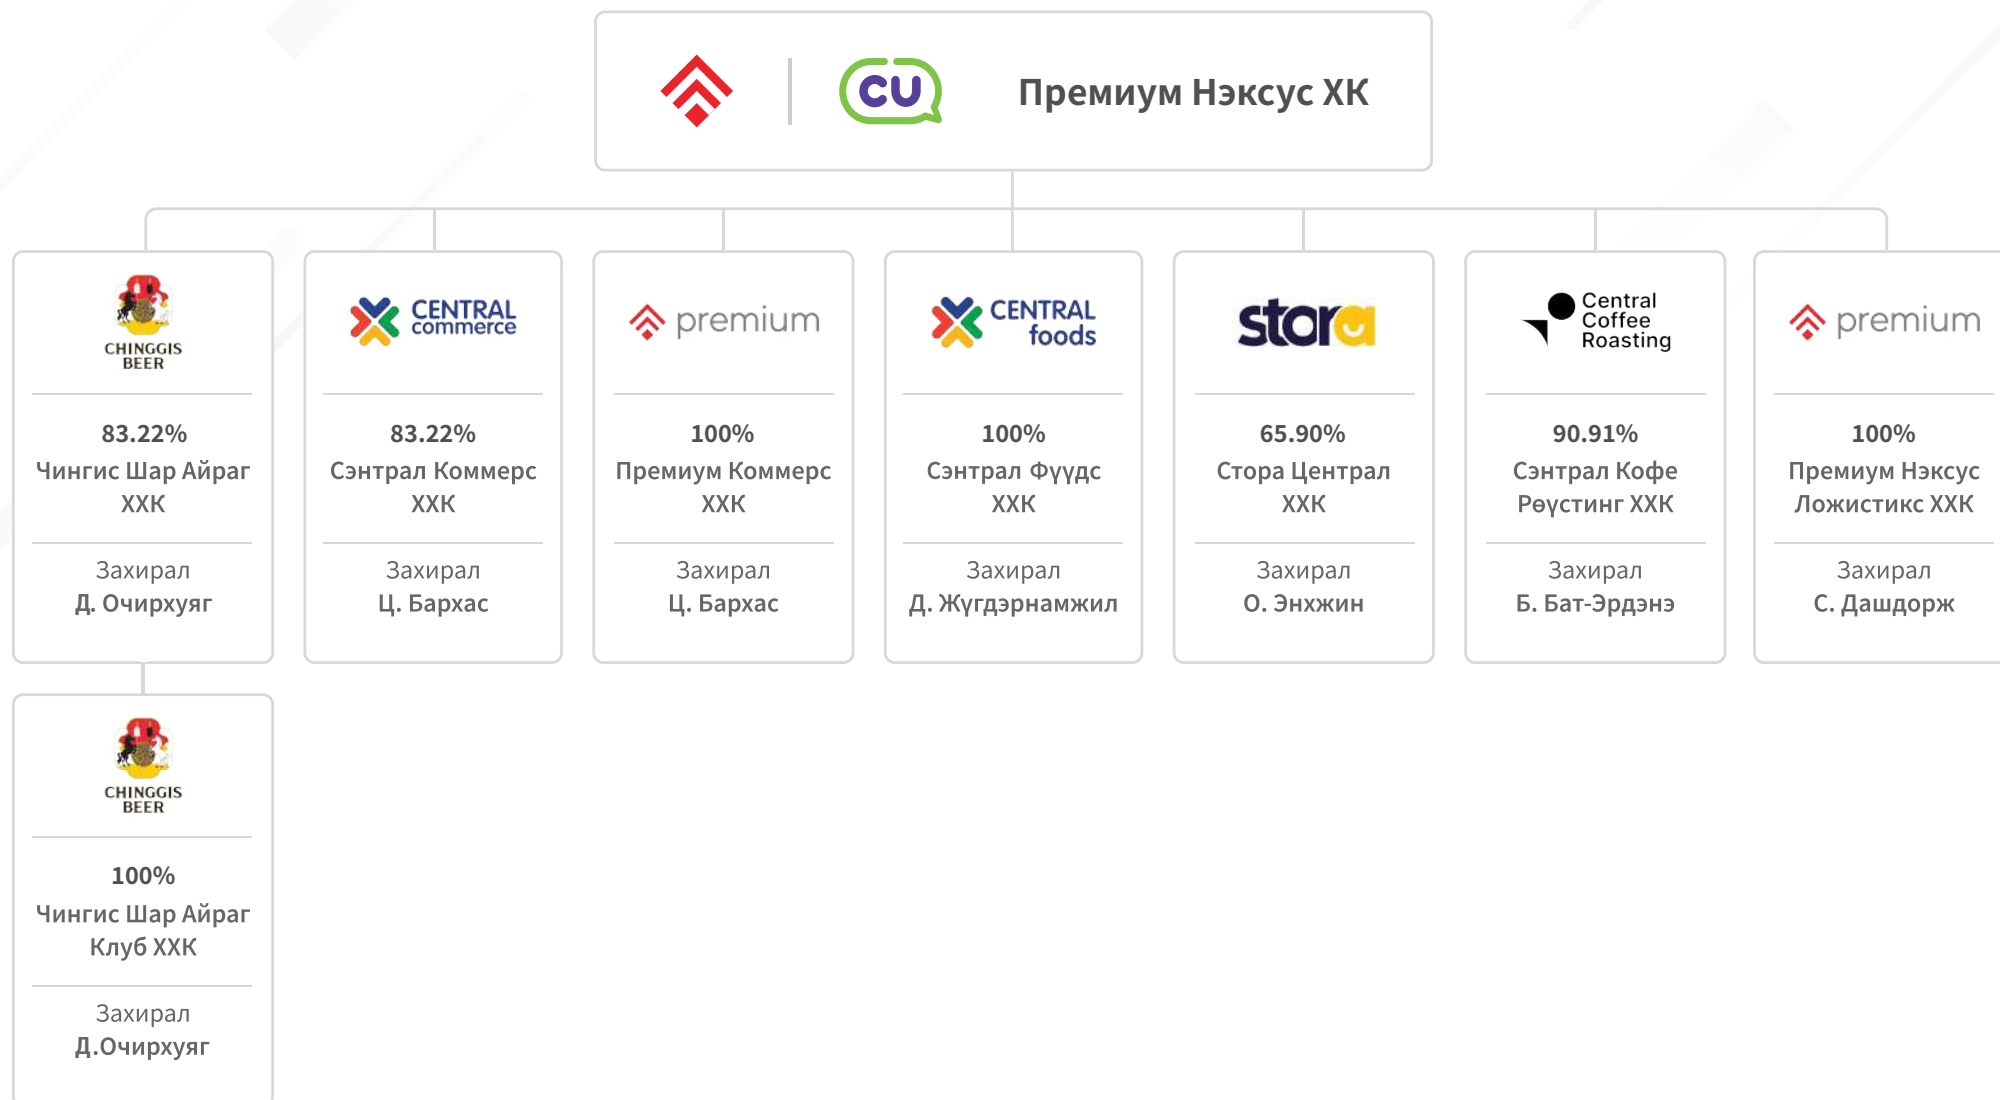 CU
Премиум Нэксус ХК
CHINGGIS
BEER
83.22%
Чингис Шар Айраг
ХХК
Захирал
Д. Очирхуяг
CENTRAL
commerce
83.22%
Сэнтрал Коммерс
ХХК
Захирал
Ц. Бархас
premium
100%
Премиум Коммерс
ХХК
Захирал
Ц. Бархас
CENTRAL
foods
100%
Сэнтрал Фүүдс
ХХК
Захирал
Д. Жүгдэрнамжил
stora
65.90%
Стора Централ
ХХК
Захирал
О. Энхжин
Central
Coffee
Roasting
90.91%
Сэнтрал Кофе
Рөүстинг ХХК
Захирал
Б. Бат-Эрдэнэ
premium
100%
Премиум Нэксус
Ложистикс ХХК
Захирал
С. Дашдорж
CHINGGIS
BEER
100%
Чингис Шар Айраг
Клуб ХХК
Захирал
Д.Очирхуяг